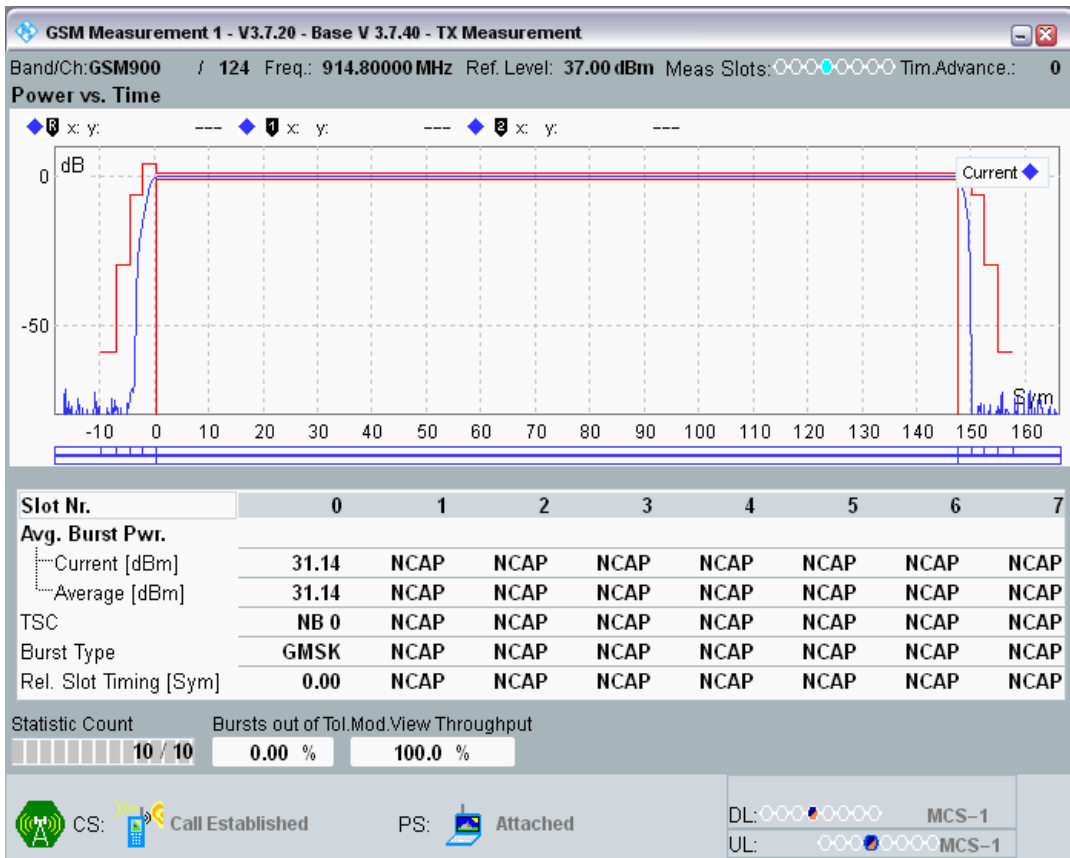 GSM Measurement 1 - V3.7.20 - Base V 3.7.40 - TX Measurement
Band/Ch:GSM900 / 124 Freq.: 914.80000 MHz Ref. Level: 37.00 dBm Meas Slots: Tim.Advance.: 0
Power vs. Time
R x: y: --- 1 x: y: --- 2 x: y: ---
dB
Current
0
-50
Sym
-10 0 10 20 30 40 50 60 70 80 90 100 110 120 130 140 150 160
Slot Nr. 0 1 2 3 4 5 6 7
Avg. Burst Pwr.
Current [dBm] 31.14 NCAP NCAP NCAP NCAP NCAP NCAP NCAP
Average [dBm] 31.14 NCAP NCAP NCAP NCAP NCAP NCAP NCAP
TSC NB 0 NCAP NCAP NCAP NCAP NCAP NCAP NCAP
Burst Type GMSK NCAP NCAP NCAP NCAP NCAP NCAP NCAP
Rel. Slot Timing [Sym] 0.00 NCAP NCAP NCAP NCAP NCAP NCAP NCAP
Statistic Count Bursts out of Tol.Mod.View Throughput
10 / 10 0.00 % 100.0 %
CS: Call Established PS: Attached
DL: MCS-1
UL: MCS-1